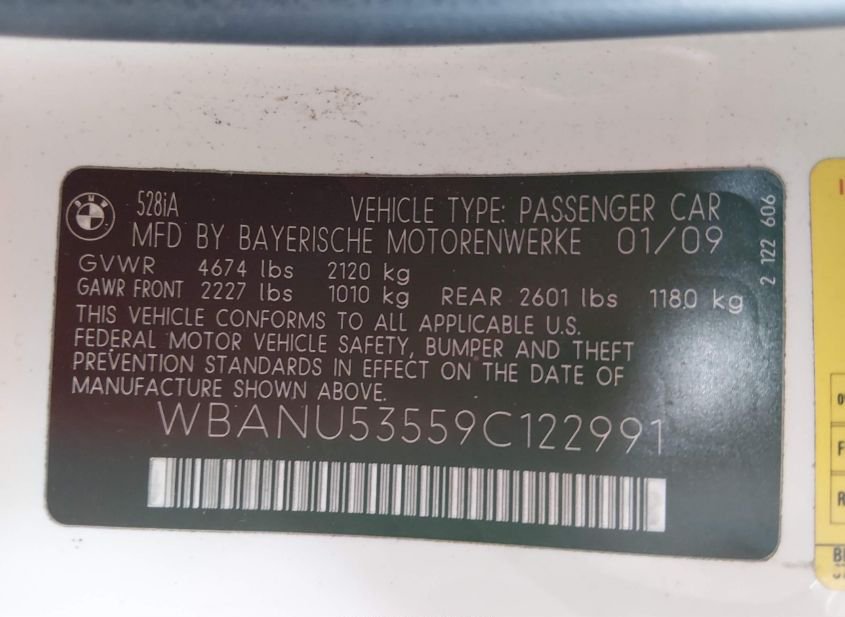 BMW
528iA
VEHICLE TYPE: PASSENGER CAR
MFD BY BAYERISCHE MOTORENWERKE 01/09
GVWR 4674 lbs 2120 kg
GAWR FRONT 2227 lbs 1010 kg REAR 2601 lbs 1180 kg
THIS VEHICLE CONFORMS TO ALL APPLICABLE U.S.
FEDERAL MOTOR VEHICLE SAFETY, BUMPER AND THEFT
PREVENTION STANDARDS IN EFFECT ON THE DATE OF
MANUFACTURE SHOWN ABOVE.
WBANU53559C122991
2 122 606